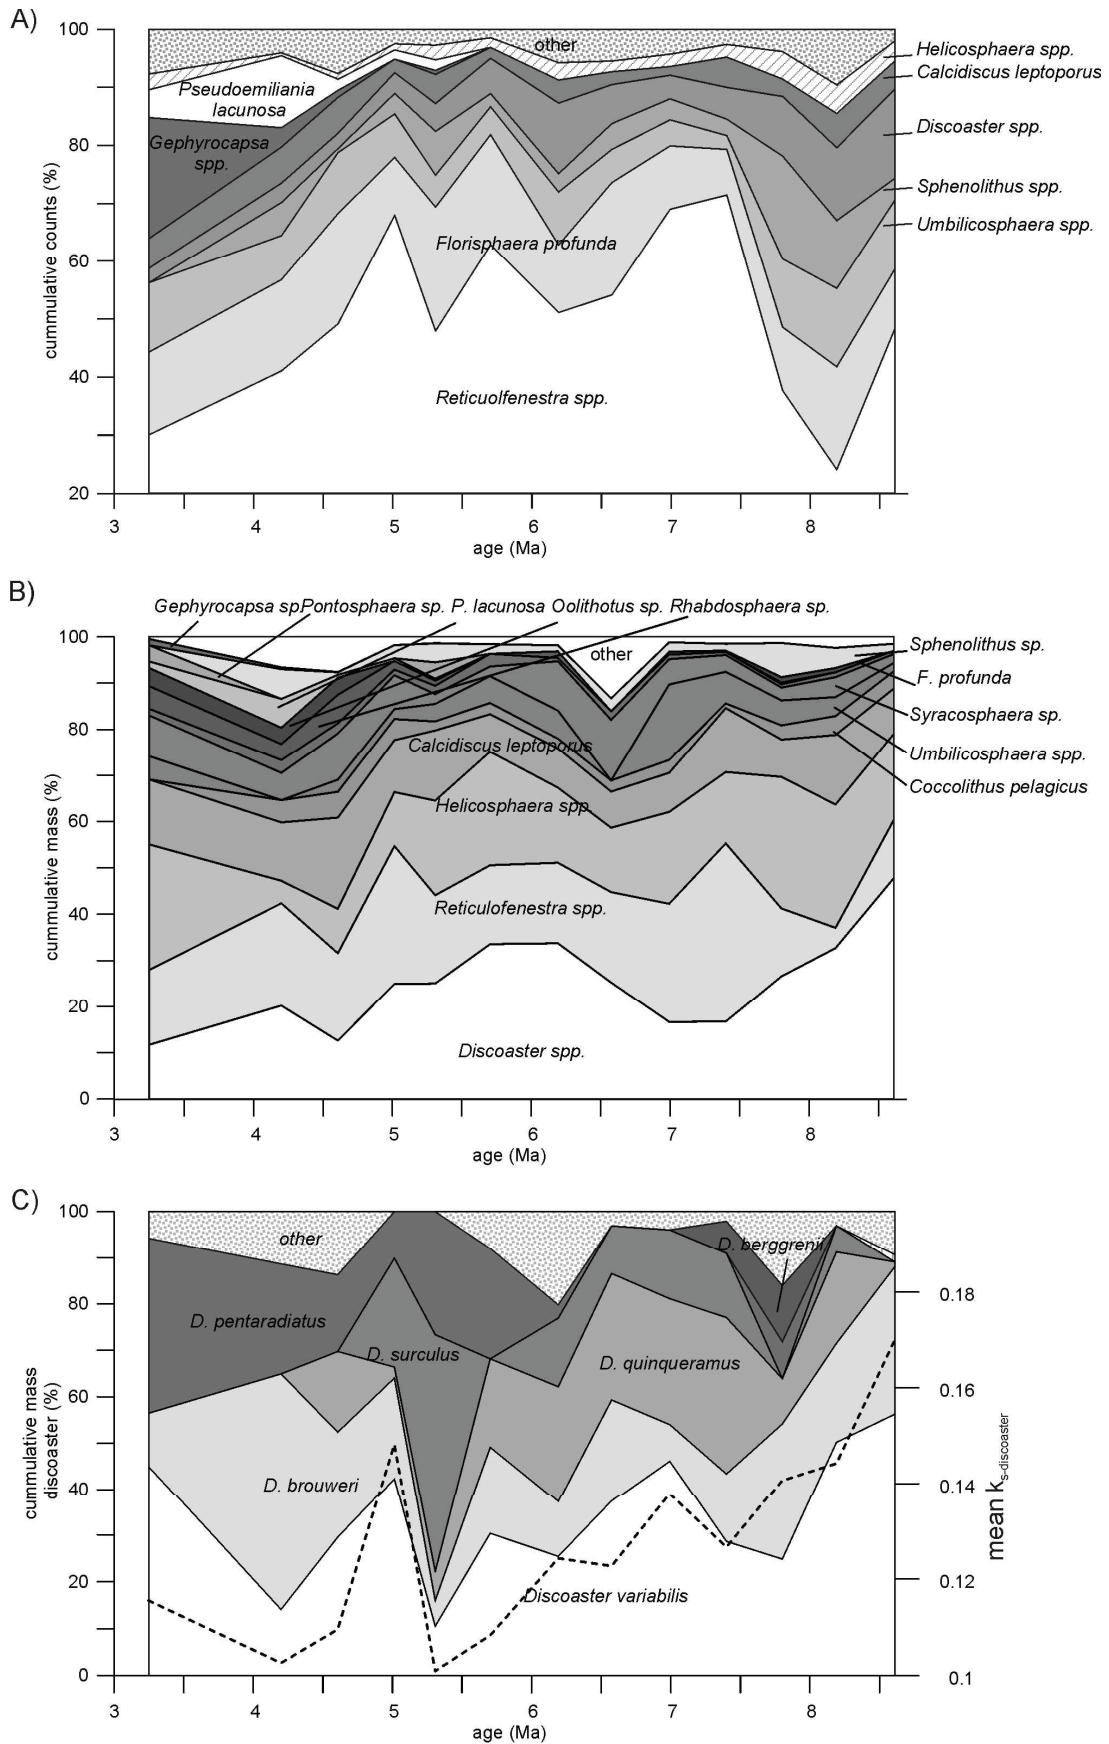 A)
100
80
60
40
20
cummulative counts (%)
other
Pseudoemiliania
lacunosa
Gephyrocapsa
spp.
Florisphaera profunda
Reticuolfenestra spp.
Helicosphaera spp.
Calcidiscus leptoporus
Discoaster spp.
Sphenolithus spp.
Umbilicosphaera spp.
3 4 5 6 7 8
age (Ma)
B)
Gephyrocapsa sp. Pontosphaera sp. P. lacunosa Oolithotus sp. Rhabdosphaera sp.
100
80
60
40
20
0
cummulative mass (%)
other
Calcidiscus leptoporus
Helicosphaera spp.
Reticulofenestra spp.
Discoaster spp.
Sphenolithus sp.
F. profunda
Syracosphaera sp.
Umbilicosphaera spp.
Coccolithus pelagicus
3 4 5 6 7 8
age (Ma)
C)
100
80
60
40
20
0
cummulative mass
discoaster (%)
other
D. berggrenii
D. pentaradiatus
D. surculus
D. quinqueramus
D. brouweri
Discoaster variabilis
0.18
0.16
0.14
0.12
0.1
mean ks-discoaster
3 4 5 6 7 8
age (Ma)